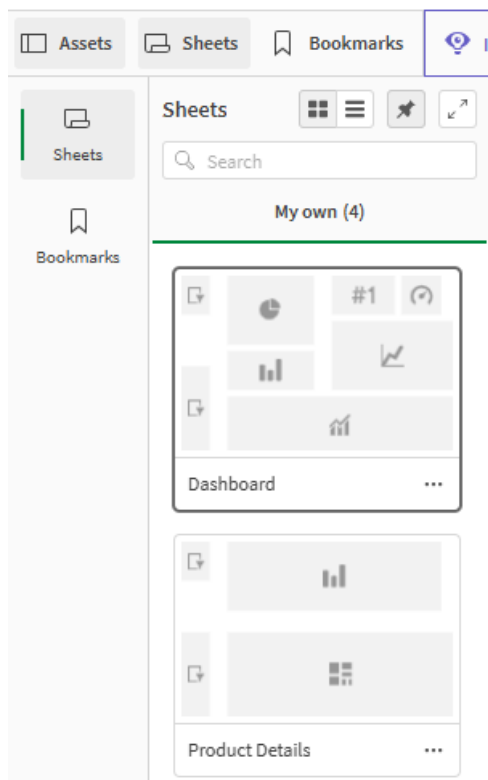 Assets Sheets Bookmarks
Sheets
Sheets
Search
Bookmarks
My own (4)
#1
Dashboard
Product Details